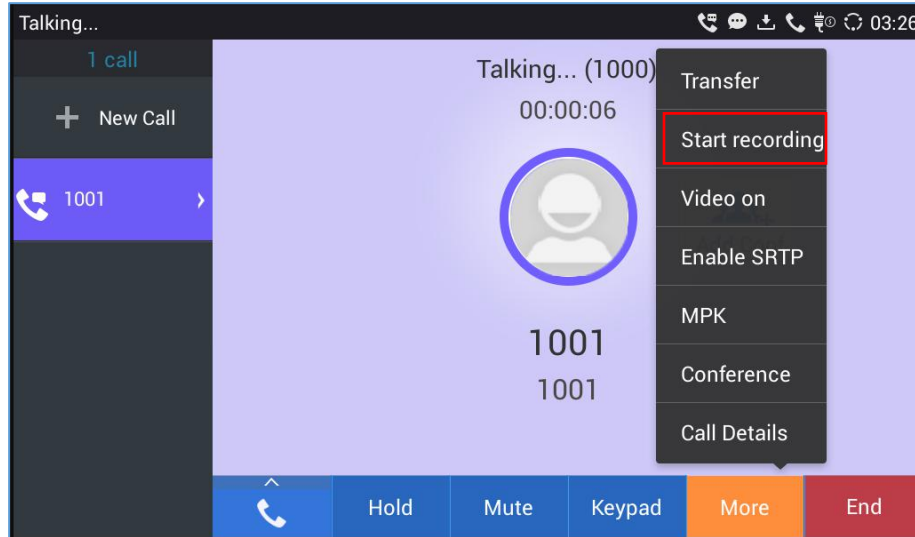 Talking...
03:26
1 call
New Call
1001
Talking... (1000)
00:00:06
1001
1001
Transfer
Start recording
Video on
Enable SRTP
MPK
Conference
Call Details
Hold
Mute
Keypad
More
End